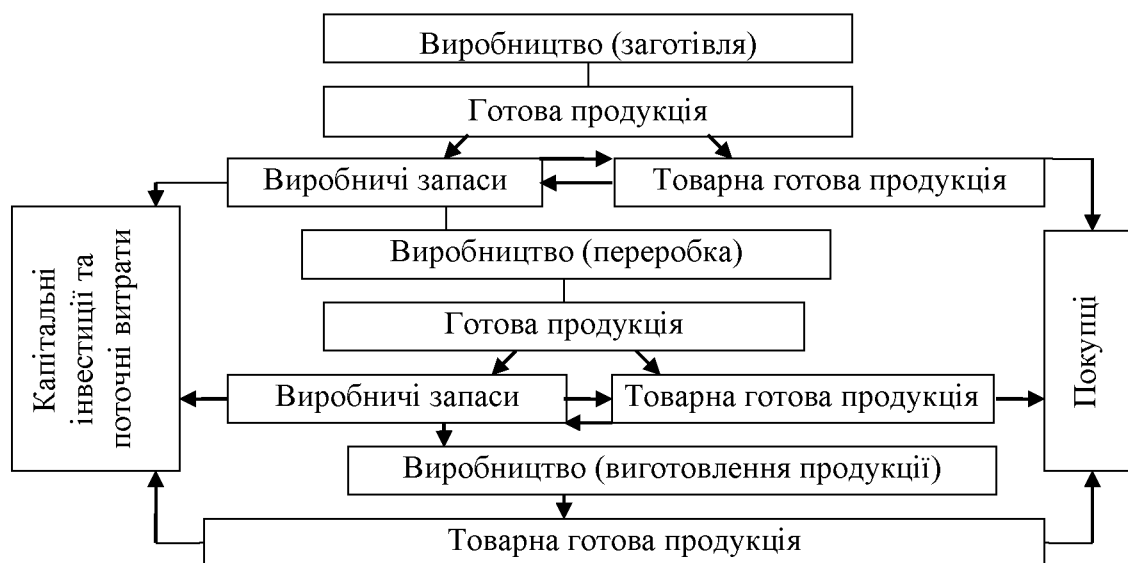 Виробництво (заготівля)
Готова продукція
Виробничі запаси
Товарна готова продукція
Виробництво (переробка)
Готова продукція
Виробничі запаси
Товарна готова продукція
Виробництво (виготовлення продукції)
Товарна готова продукція
Капітальні
інвестиції та
поточні витрати
Покупці